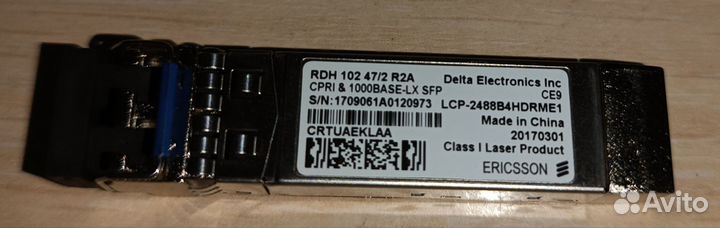 RDH 102 47/2 R2A
Delta Electronics Inc
CPRI & 1000BASE-LX SFP
CE9
S/N:1709061A0120973
LCP-2488B4HDRME1
Made in China
CRTUAEKLAA
20170301
Class I Laser Product
ERICSSON
Avito